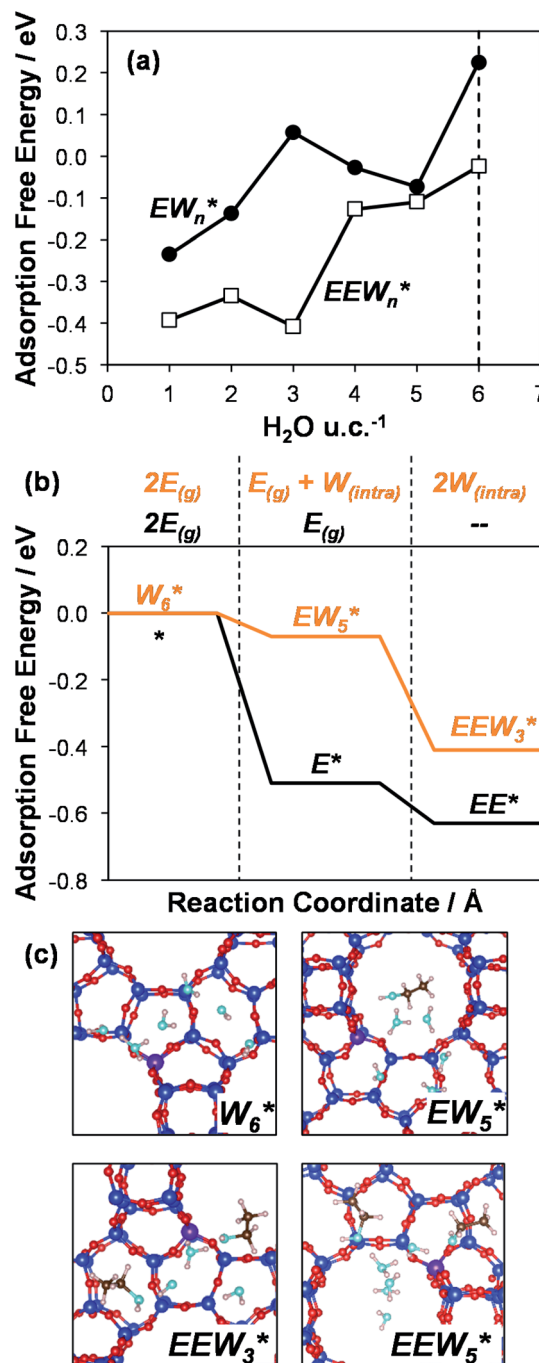 (a)
Adsorption Free Energy / eV
0.3
0.2
0.1
0.0
-0.1
-0.2
-0.3
-0.4
-0.5
EWₙ*
EEWₙ*
0 1 2 3 4 5 6 7
H₂O u.c.⁻¹
(b)
2E(g) E(g) + W(intra) 2W(intra)
2E(g) E(g) --
Adsorption Free Energy / eV
0.2
0.0
-0.2
-0.4
-0.6
-0.8
W₆*
*
EW₅*
EEW₃*
E*
EE*
Reaction Coordinate / Å
(c)
W₆* EW₅*
EEW₃* EEW₅*